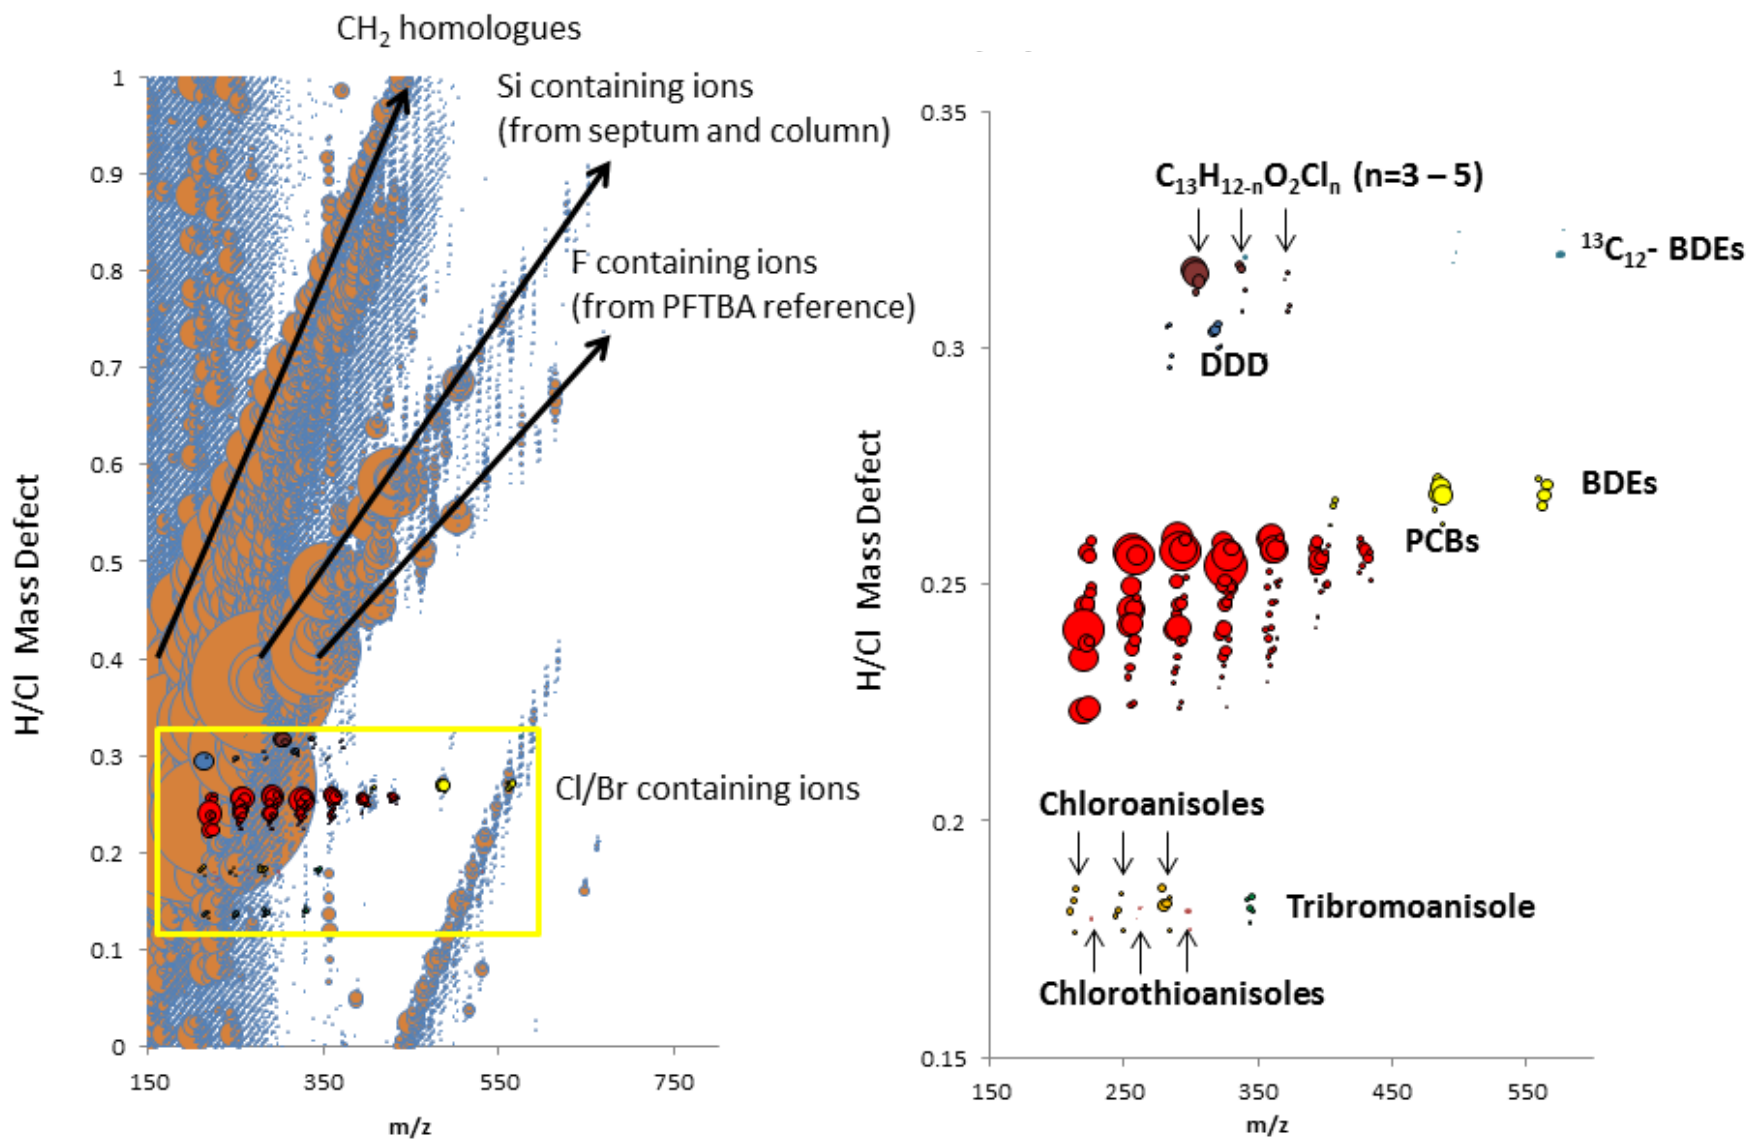 CH₂ homologues
Si containing ions
(from septum and column)
F containing ions
(from PFTBA reference)
Cl/Br containing ions
H/Cl Mass Defect
1
0.9
0.8
0.7
0.6
0.5
0.4
0.3
0.2
0.1
0
150
350
550
750
m/z
0.35
0.3
0.25
0.2
0.15
H/Cl Mass Defect
C₁₃H₁₂₋ₙO₂Clₙ (n=3 – 5)
¹³C₁₂- BDEs
DDD
BDEs
PCBs
Chloroanisoles
Tribromoanisole
Chlorothioanisoles
150
250
350
450
550
m/z